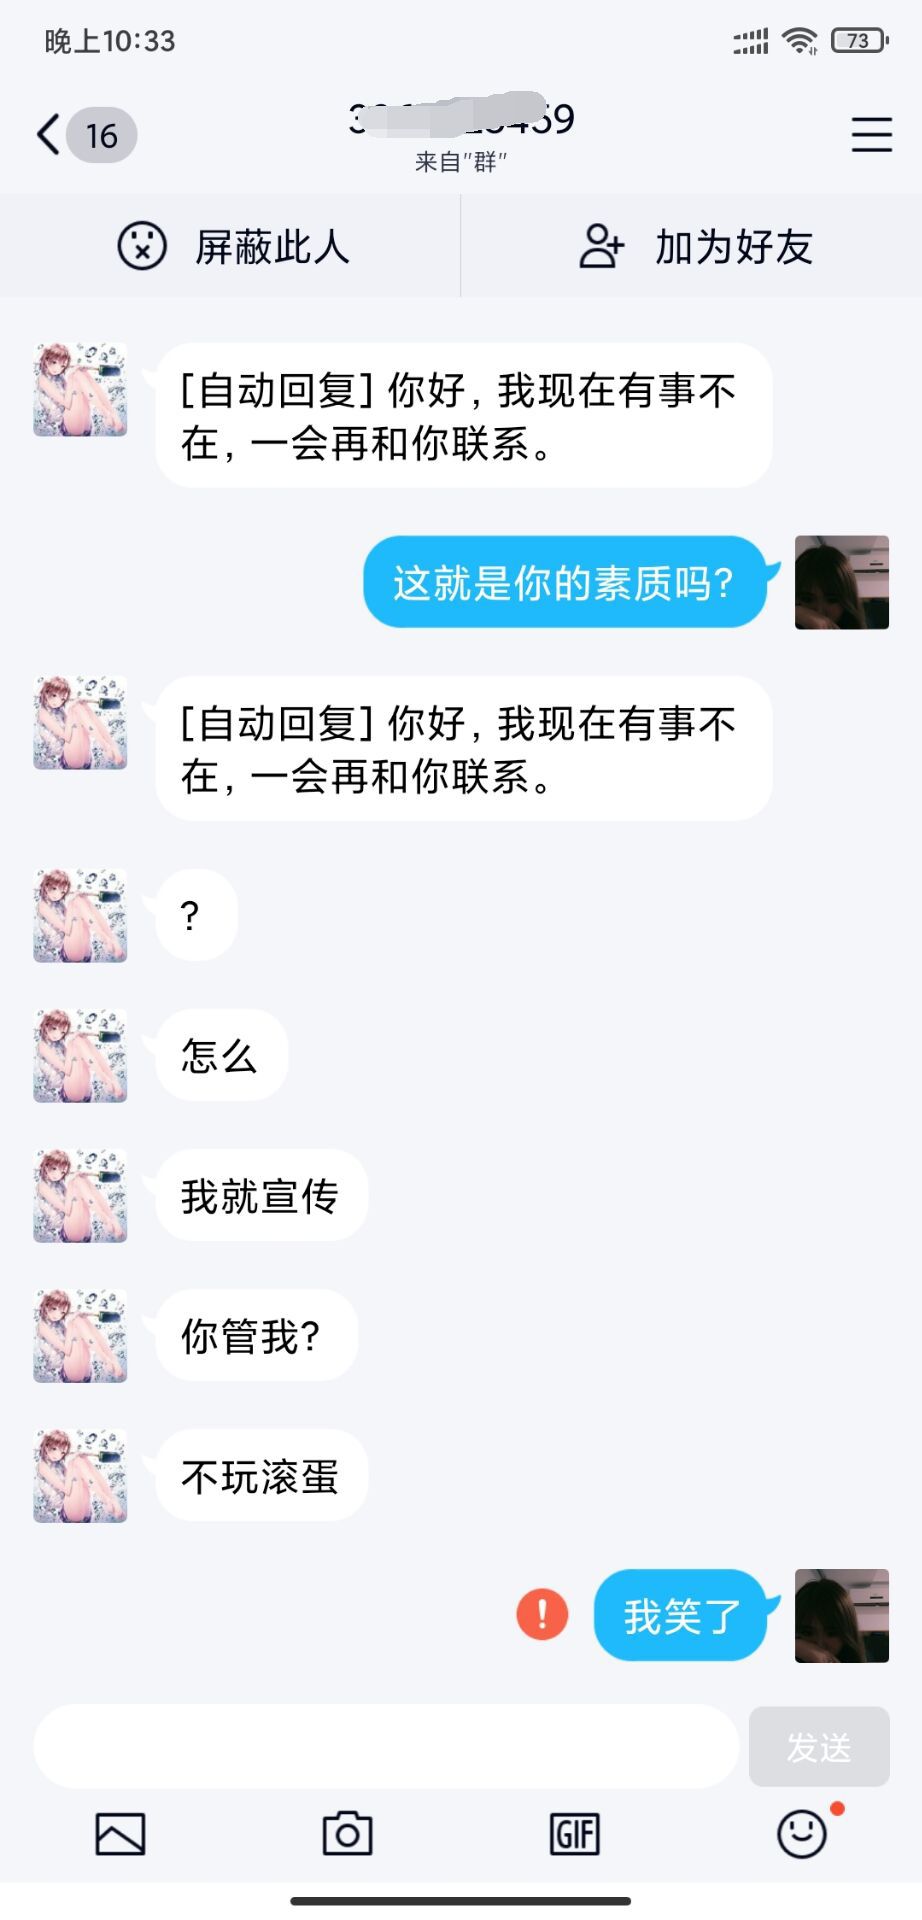 晚上10:33
73
16
来自"群"
屏蔽此人
加为好友
[自动回复] 你好, 我现在有事不
在, 一会再和你联系。
这就是你的素质吗?
[自动回复] 你好, 我现在有事不
在, 一会再和你联系。
?
怎么
我就宣传
你管我?
不玩滚蛋
我笑了
发送
GIF